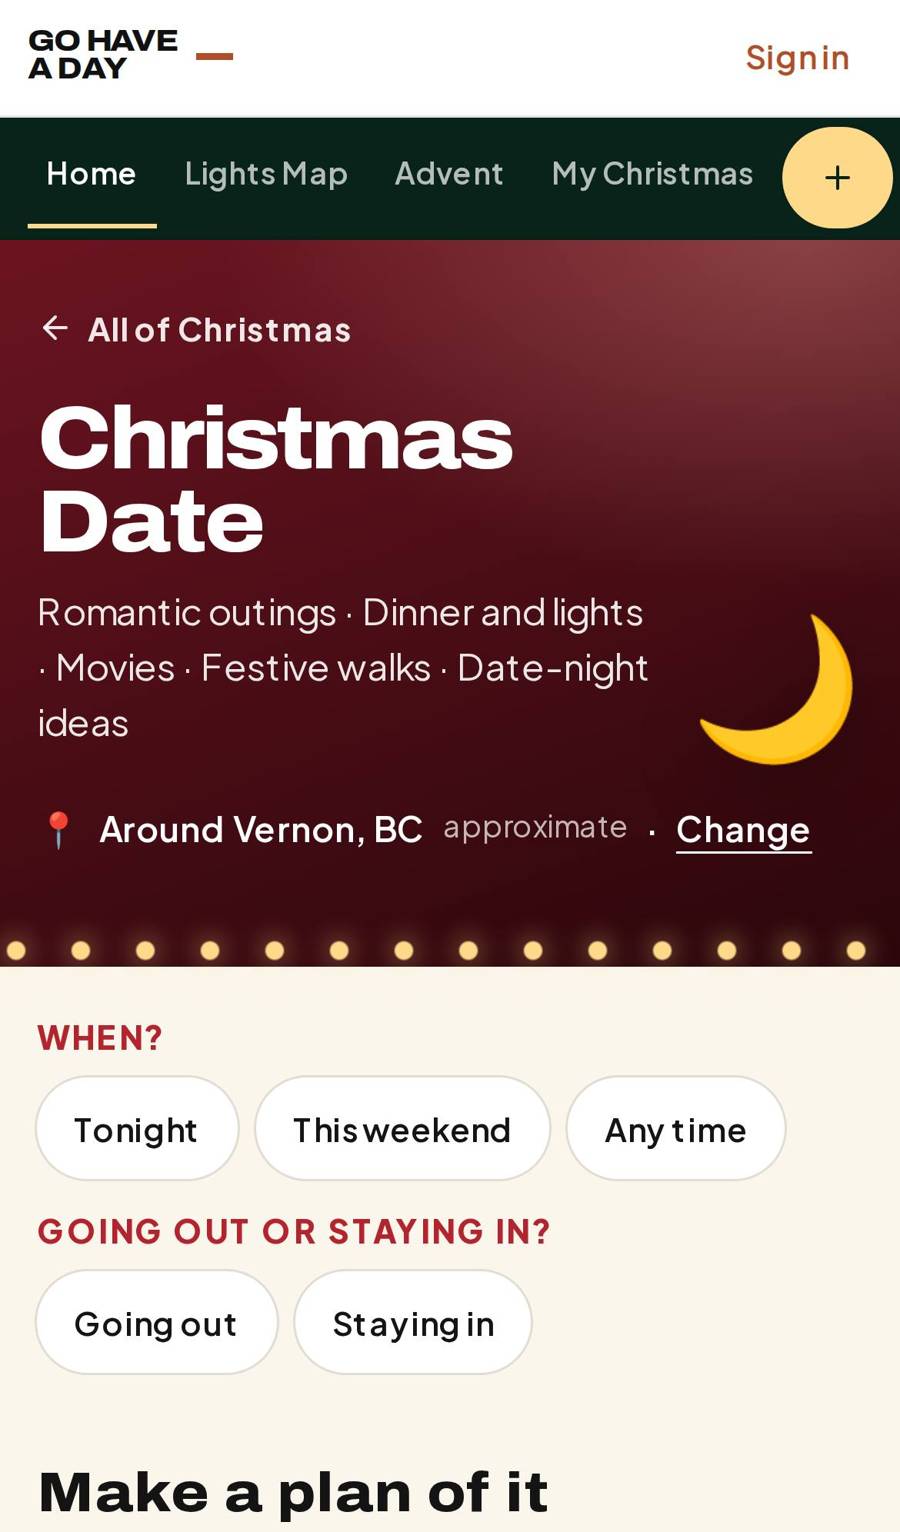 GO HAVE
A DAY
Sign in
Home
Lights Map
Advent
My Christmas
+
← All of Christmas
Christmas
Date
Romantic outings · Dinner and lights
· Movies · Festive walks · Date-night
ideas
Around Vernon, BC approximate · Change
WHEN?
Tonight
This weekend
Any time
GOING OUT OR STAYING IN?
Going out
Staying in
Make a plan of it